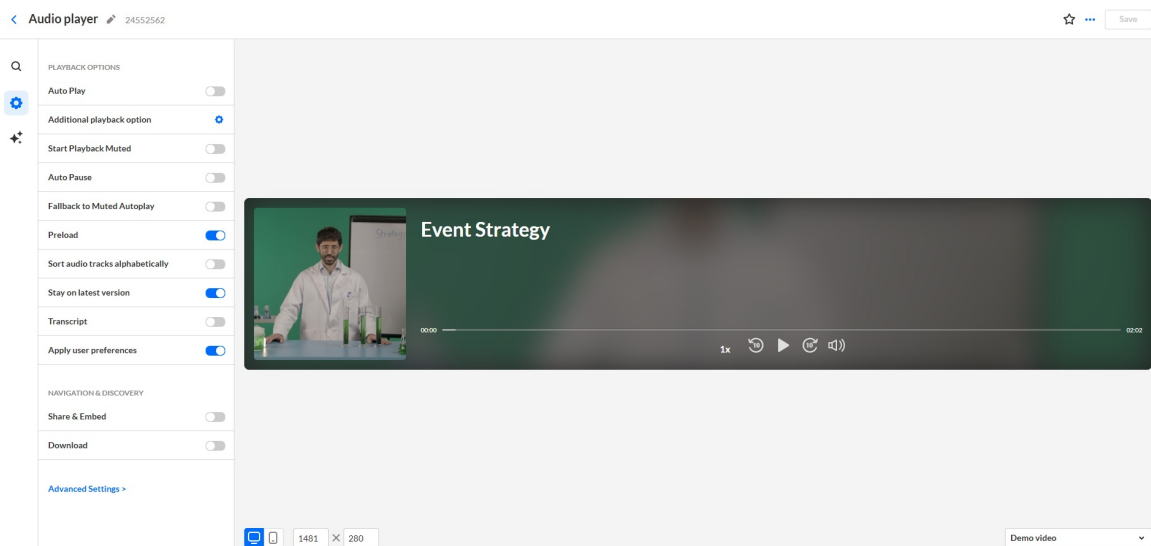 Audio player
24552562
Save
PLAYBACK OPTIONS
Auto Play
Additional playback option
Start Playback Muted
Auto Pause
Fallback to Muted Autoplay
Preload
Sort audio tracks alphabetically
Stay on latest version
Transcript
Apply user preferences
NAVIGATION & DISCOVERY
Share & Embed
Download
Advanced Settings >
Strategy
Event Strategy
00:00
02:02
1x
10
10
1481 × 280
Demo video